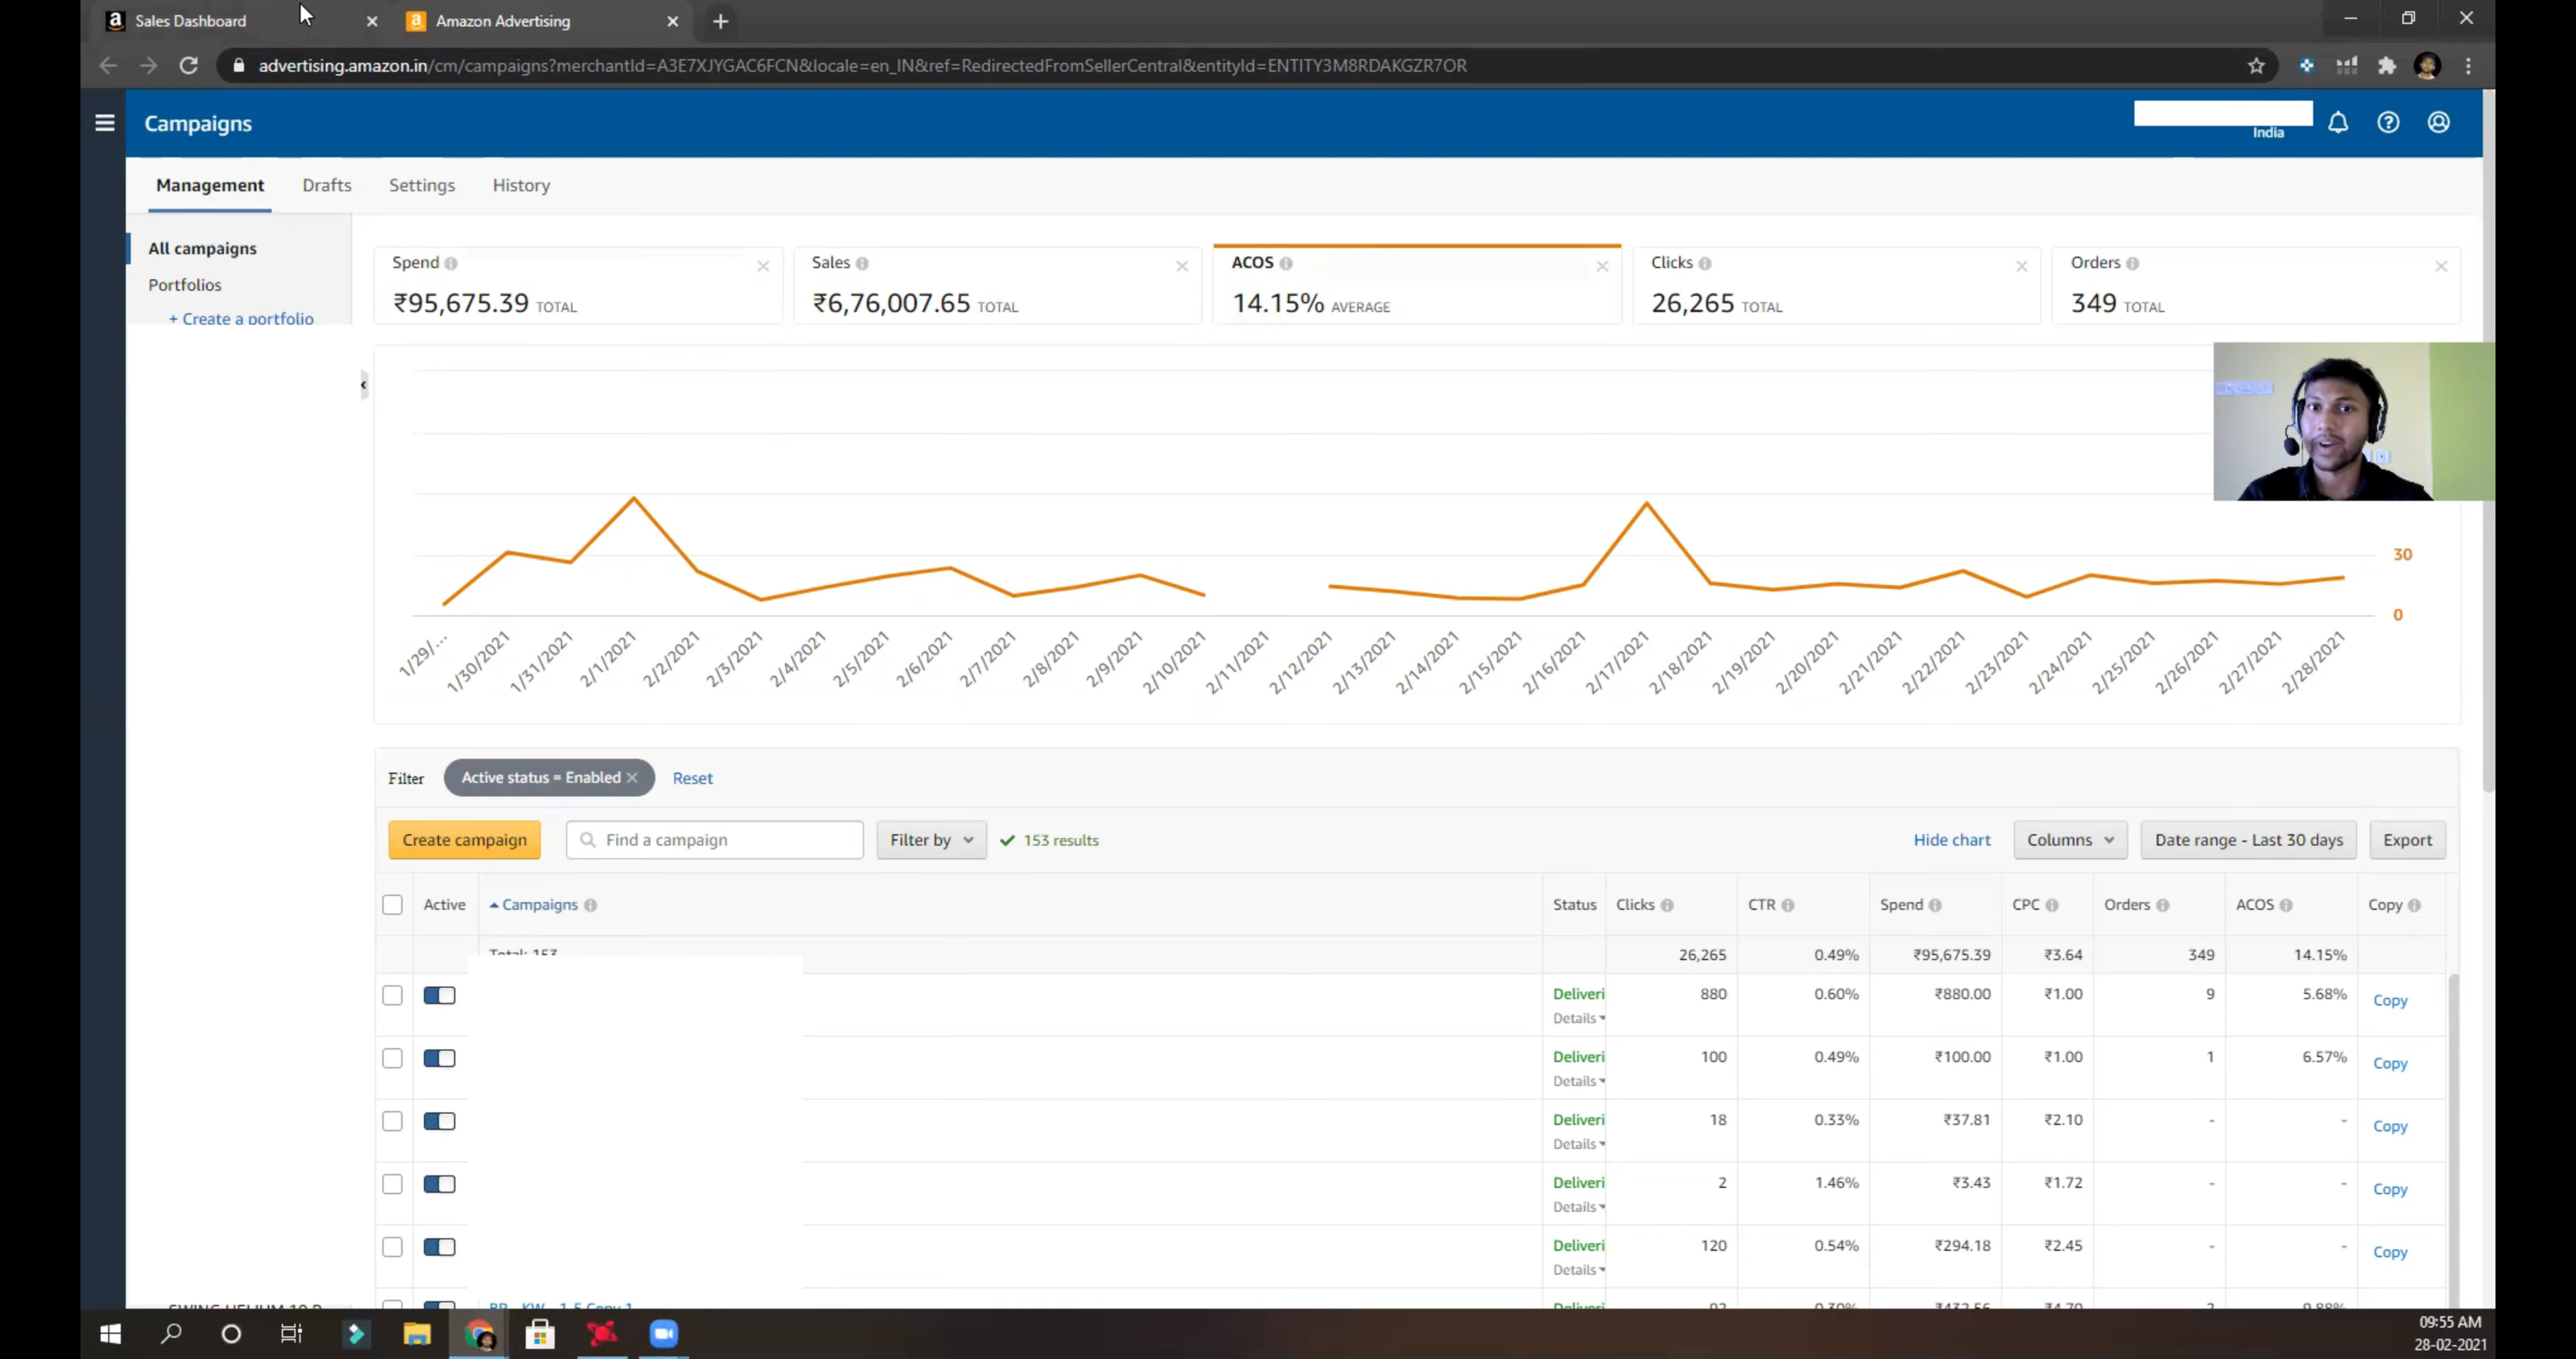 Sales Dashboard
Amazon Advertising
advertising.amazon.in/cm/campaigns?merchantId=A3E7XJYGAC6FCN&locale=en_IN&ref=RedirectedFromSellerCentral&entityId=ENTITY3M8RDAKGZR7OR
Campaigns
India
Management Drafts Settings History
All campaigns
Portfolios
+ Create a portfolio
Spend Sales ACOS Clicks Orders
₹95,675.39 TOTAL ₹6,76,007.65 TOTAL 14.15% AVERAGE 26,265 TOTAL 349 TOTAL
30
0
1/29/... 1/30/2021 1/31/2021 2/1/2021 2/2/2021 2/3/2021 2/4/2021 2/5/2021 2/6/2021 2/7/2021 2/8/2021 2/9/2021 2/10/2021 2/11/2021 2/12/2021 2/13/2021 2/14/2021 2/15/2021 2/16/2021 2/17/2021 2/18/2021 2/19/2021 2/20/2021 2/21/2021 2/22/2021 2/23/2021 2/24/2021 2/25/2021 2/26/2021 2/27/2021 2/28/2021
Filter Active status = Enabled Reset
Create campaign Find a campaign Filter by 153 results Hide chart Columns Date range - Last 30 days Export
Active Campaigns Status Clicks CTR Spend CPC Orders ACOS Copy
Total: 153 26,265 0.49% ₹95,675.39 ₹3.64 349 14.15%
Deliveri 880 0.60% ₹880.00 ₹1.00 9 5.68% Copy
Details
Deliveri 100 0.49% ₹100.00 ₹1.00 1 6.57% Copy
Details
Deliveri 18 0.33% ₹37.81 ₹2.10 - - Copy
Details
Deliveri 2 1.46% ₹3.43 ₹1.72 - - Copy
Details
Deliveri 120 0.54% ₹294.18 ₹2.45 - - Copy
Details
09:55 AM
28-02-2021